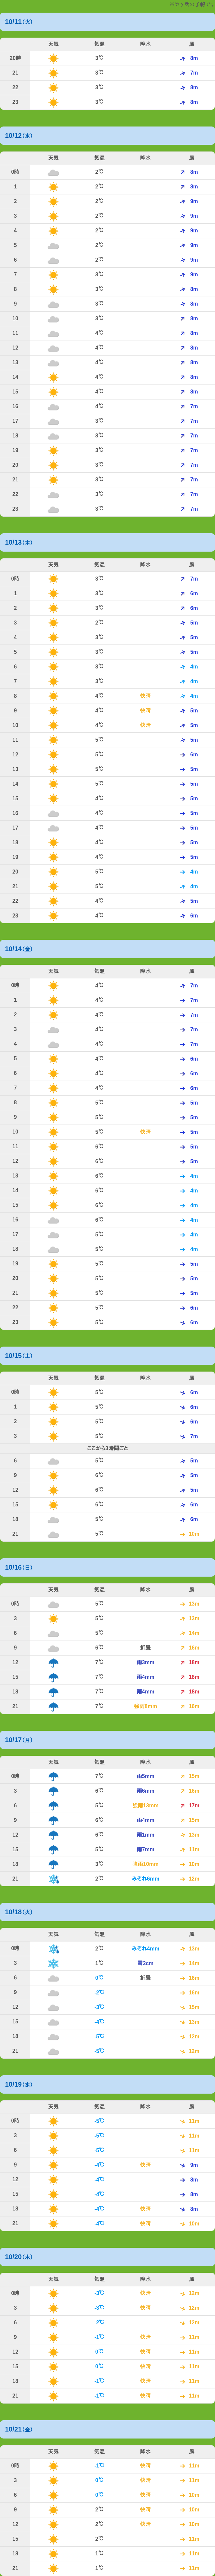 10/11(火)
天気 気温 降水 風
20時 3℃ 8m
21 3℃ 7m
22 3℃ 8m
23 3℃ 8m
10/12(水)
天気 気温 降水 風
0時 2℃ 8m
1 2℃ 8m
2 2℃ 9m
3 2℃ 9m
4 2℃ 9m
5 2℃ 9m
6 2℃ 9m
7 3℃ 9m
8 3℃ 8m
9 3℃ 8m
10 3℃ 8m
11 4℃ 8m
12 4℃ 8m
13 4℃ 8m
14 4℃ 8m
15 4℃ 8m
16 4℃ 7m
17 3℃ 7m
18 3℃ 7m
19 3℃ 7m
20 3℃ 7m
21 3℃ 7m
22 3℃ 7m
23 3℃ 7m
10/13(木)
天気 気温 降水 風
0時 3℃ 7m
1 3℃ 6m
2 3℃ 6m
3 2℃ 5m
4 3℃ 5m
5 3℃ 5m
6 3℃ 4m
7 3℃ 4m
8 4℃ 快晴 4m
9 4℃ 快晴 5m
10 4℃ 快晴 5m
11 5℃ 5m
12 5℃ 6m
13 5℃ 5m
14 5℃ 5m
15 4℃ 5m
16 4℃ 5m
17 4℃ 5m
18 4℃ 5m
19 4℃ 5m
20 5℃ 4m
21 5℃ 4m
22 4℃ 5m
23 4℃ 6m
10/14(金)
天気 気温 降水 風
0時 4℃ 7m
1 4℃ 7m
2 4℃ 7m
3 4℃ 7m
4 4℃ 7m
5 4℃ 6m
6 4℃ 6m
7 4℃ 6m
8 5℃ 5m
9 5℃ 5m
10 5℃ 快晴 5m
11 6℃ 5m
12 6℃ 5m
13 6℃ 4m
14 6℃ 4m
15 6℃ 4m
16 6℃ 4m
17 5℃ 4m
18 5℃ 4m
19 5℃ 5m
20 5℃ 5m
21 5℃ 5m
22 5℃ 6m
23 5℃ 6m
10/15(土)
天気 気温 降水 風
0時 5℃ 6m
1 5℃ 6m
2 5℃ 6m
3 5℃ 7m
ここから3時間ごと
6 5℃ 5m
9 6℃ 5m
12 6℃ 5m
15 6℃ 6m
18 5℃ 6m
21 5℃ 10m
10/16(日)
天気 気温 降水 風
0時 5℃ 13m
3 5℃ 13m
6 5℃ 14m
9 6℃ 折畳 16m
12 7℃ 雨3mm 18m
15 7℃ 雨4mm 18m
18 7℃ 雨4mm 18m
21 7℃ 強雨8mm 16m
10/17(月)
天気 気温 降水 風
0時 7℃ 雨5mm 15m
3 6℃ 雨6mm 16m
6 5℃ 強雨13mm 17m
9 6℃ 雨4mm 15m
12 6℃ 雨1mm 13m
15 5℃ 雨7mm 11m
18 3℃ 強雨10mm 10m
21 2℃ みぞれ6mm 12m
10/18(火)
天気 気温 降水 風
0時 2℃ みぞれ4mm 13m
3 1℃ 雪2cm 14m
6 0℃ 折畳 15m
9 -2℃ 16m
12 -3℃ 15m
15 -4℃ 13m
18 -5℃ 12m
21 -5℃ 12m
10/19(水)
天気 気温 降水 風
0時 -5℃ 11m
3 -5℃ 11m
6 -5℃ 11m
9 -4℃ 快晴 9m
12 -4℃ 8m
15 -4℃ 8m
18 -4℃ 快晴 8m
21 -4℃ 快晴 10m
10/20(木)
天気 気温 降水 風
0時 -3℃ 快晴 12m
3 -3℃ 快晴 12m
6 -2℃ 12m
9 -1℃ 快晴 11m
12 0℃ 快晴 11m
15 0℃ 快晴 11m
18 -1℃ 快晴 11m
21 -1℃ 快晴 11m
10/21(金)
天気 気温 降水 風
0時 -1℃ 快晴 11m
3 0℃ 快晴 11m
6 0℃ 快晴 10m
9 2℃ 快晴 10m
12 2℃ 快晴 10m
15 2℃ 11m
18 1℃ 11m
21 1℃ 11m